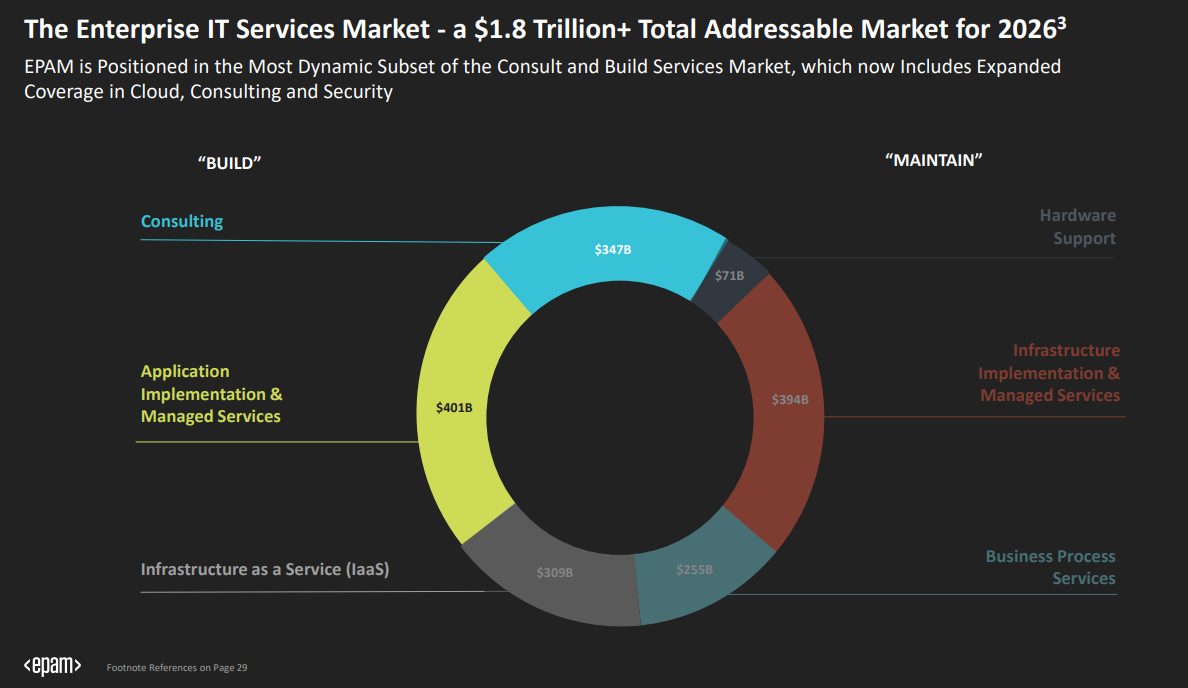 The Enterprise IT Services Market - a $1.8 Trillion+ Total Addressable Market for 2026³
EPAM is Positioned in the Most Dynamic Subset of the Consult and Build Services Market, which now Includes Expanded
Coverage in Cloud, Consulting and Security
“BUILD”
“MAINTAIN”
Consulting
Hardware
Support
$347B
$71B
Infrastructure
Implementation &
Managed Services
Application
Implementation &
Managed Services
$401B
$394B
Infrastructure as a Service (IaaS)
$309B
$255B
Business Process
Services
<epam>
Footnote References on Page 29